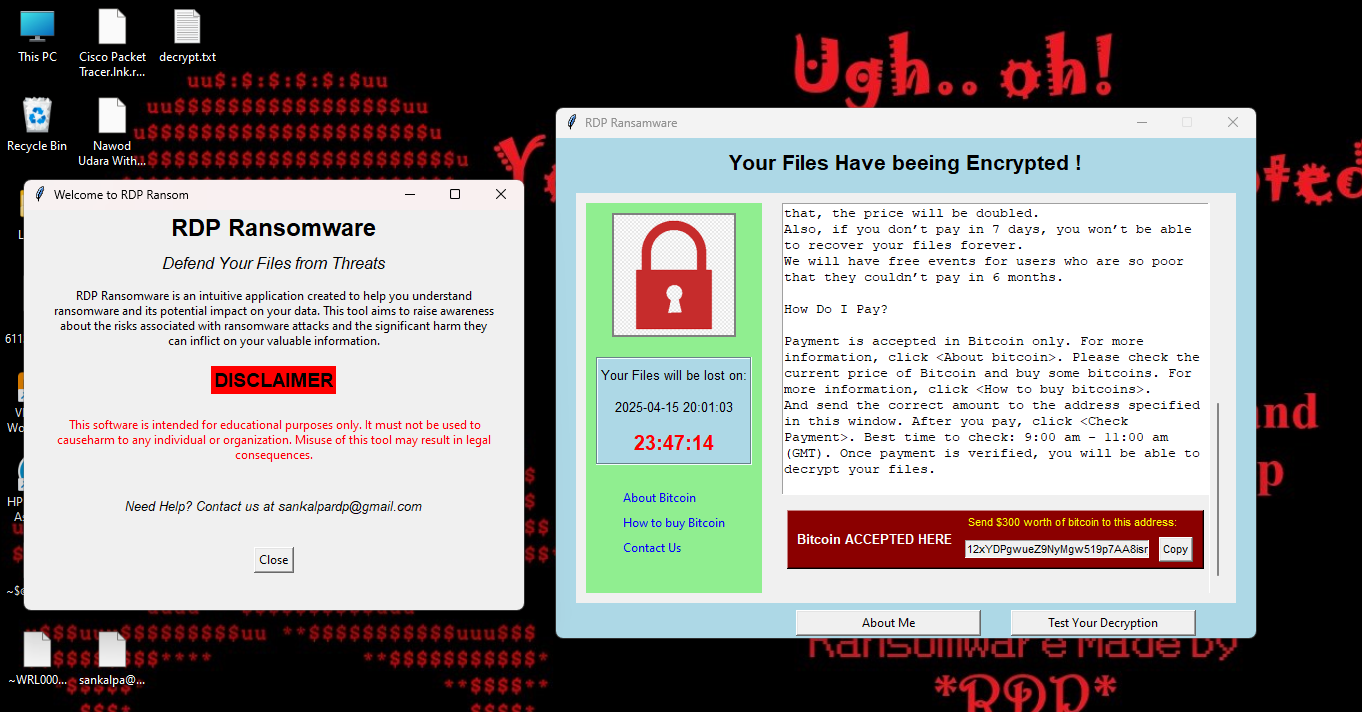 This PC
Cisco Packet
Tracer.lnk.r...
decrypt.txt
Recycle Bin
Nawod
Udara With...
Ugh.. oh!
RDP Ransamware
Your Files Have beeing Encrypted !
Welcome to RDP Ransom
RDP Ransomware
Defend Your Files from Threats
RDP Ransomware is an intuitive application created to help you understand
ransomware and its potential impact on your data. This tool aims to raise awareness
about the risks associated with ransomware attacks and the significant harm they
can inflict on your valuable information.
DISCLAIMER
This software is intended for educational purposes only. It must not be used to
causeharm to any individual or organization. Misuse of this tool may result in legal
consequences.
Need Help? Contact us at sankalpardp@gmail.com
Close
Your Files will be lost on:
2025-04-15 20:01:03
23:47:14
About Bitcoin
How to buy Bitcoin
Contact Us
that, the price will be doubled.
Also, if you don’t pay in 7 days, you won’t be able
to recover your files forever.
We will have free events for users who are so poor
that they couldn’t pay in 6 months.
How Do I Pay?
Payment is accepted in Bitcoin only. For more
information, click <About bitcoin>. Please check the
current price of Bitcoin and buy some bitcoins. For
more information, click <How to buy bitcoins>.
And send the correct amount to the address specified
in this window. After you pay, click <Check
Payment>. Best time to check: 9:00 am - 11:00 am
(GMT). Once payment is verified, you will be able to
decrypt your files.
Bitcoin ACCEPTED HERE
Send $300 worth of bitcoin to this address:
12xYDPgwueZ9NyMgw519p7AA8isr
Copy
About Me
Test Your Decryption
~WRL000...
sankalpa@...
Ransomware Made by
*RDP*